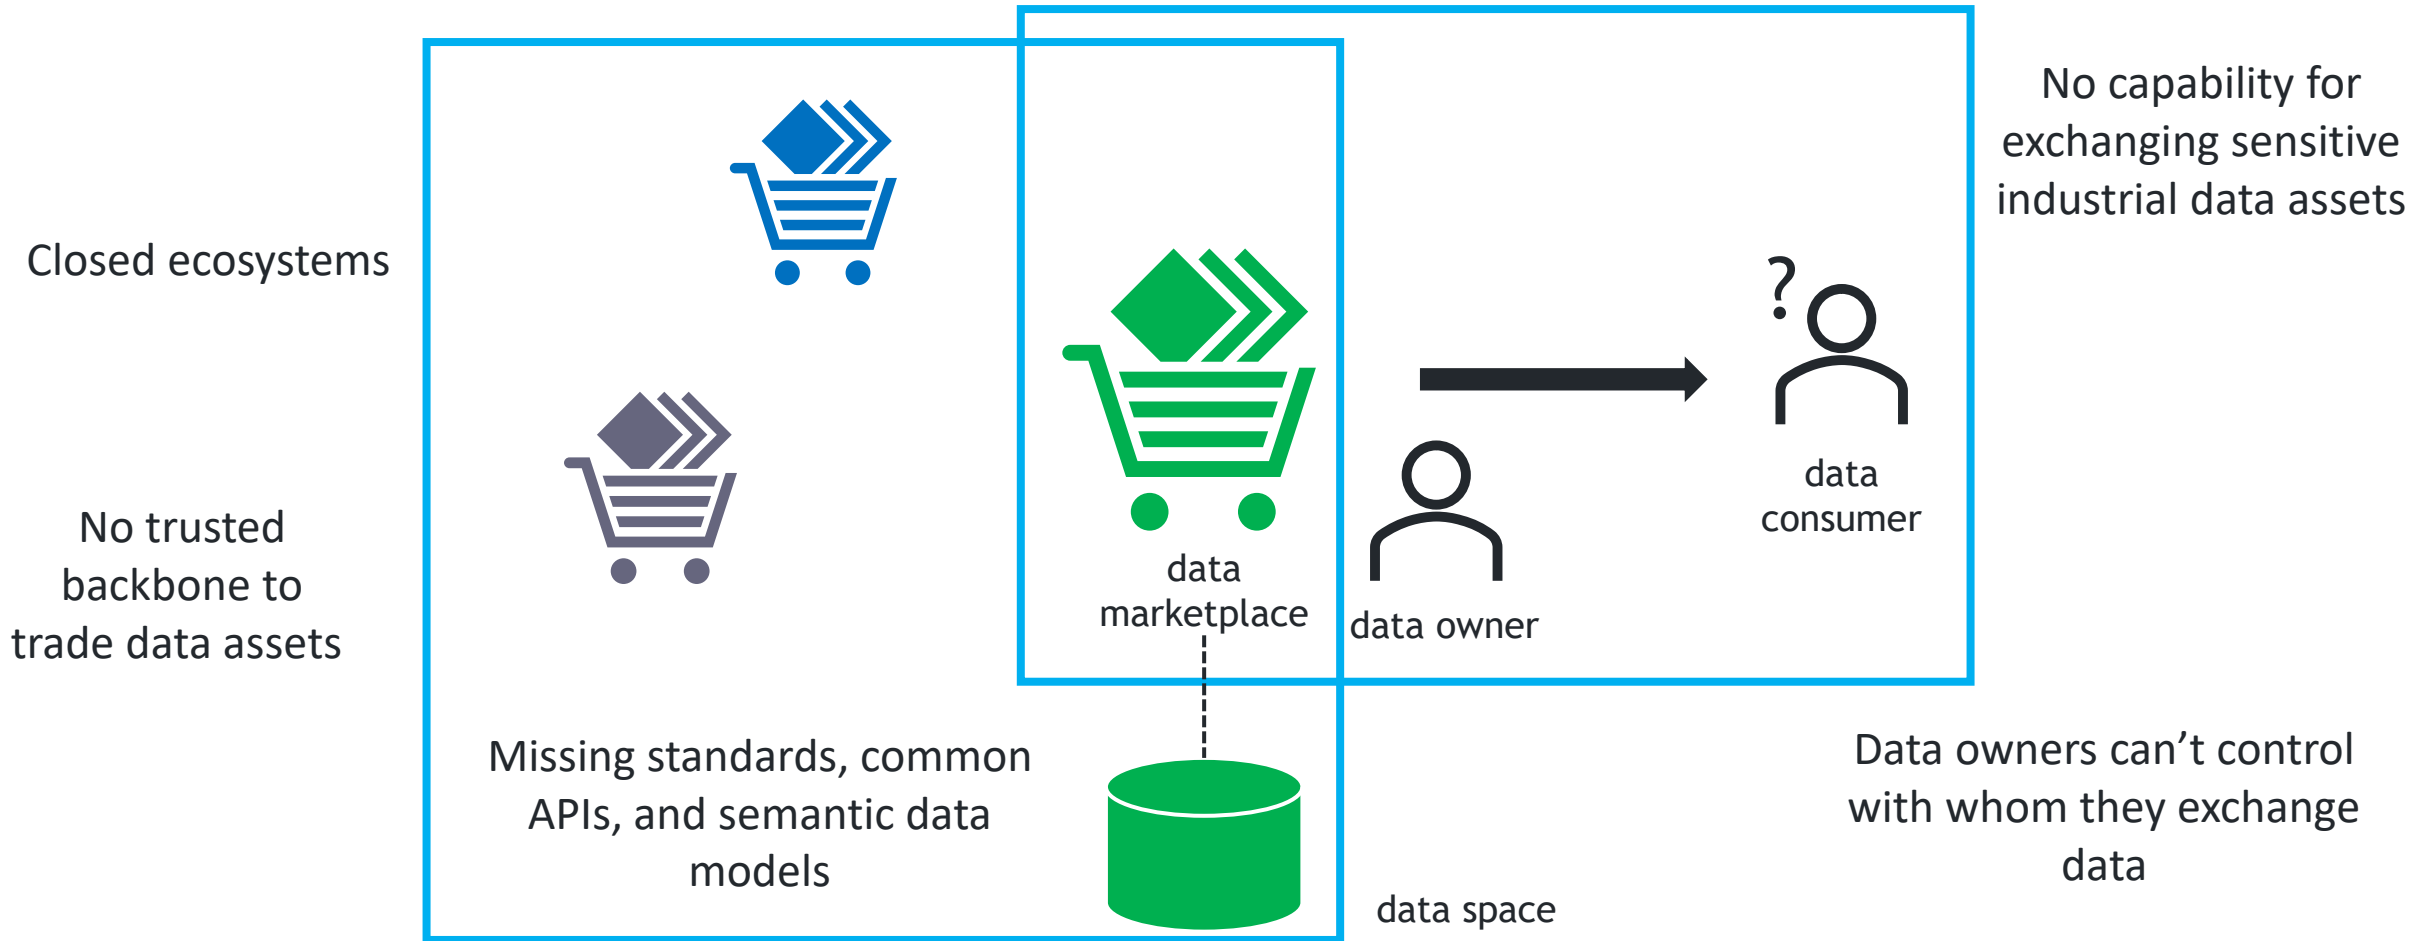 No capability for
exchanging sensitive
industrial data assets
Closed ecosystems
?
data
consumer
No trusted
backbone to
trade data assets
data
marketplace
data owner
Missing standards, common
APIs, and semantic data
models
Data owners can’t control
with whom they exchange
data
data space